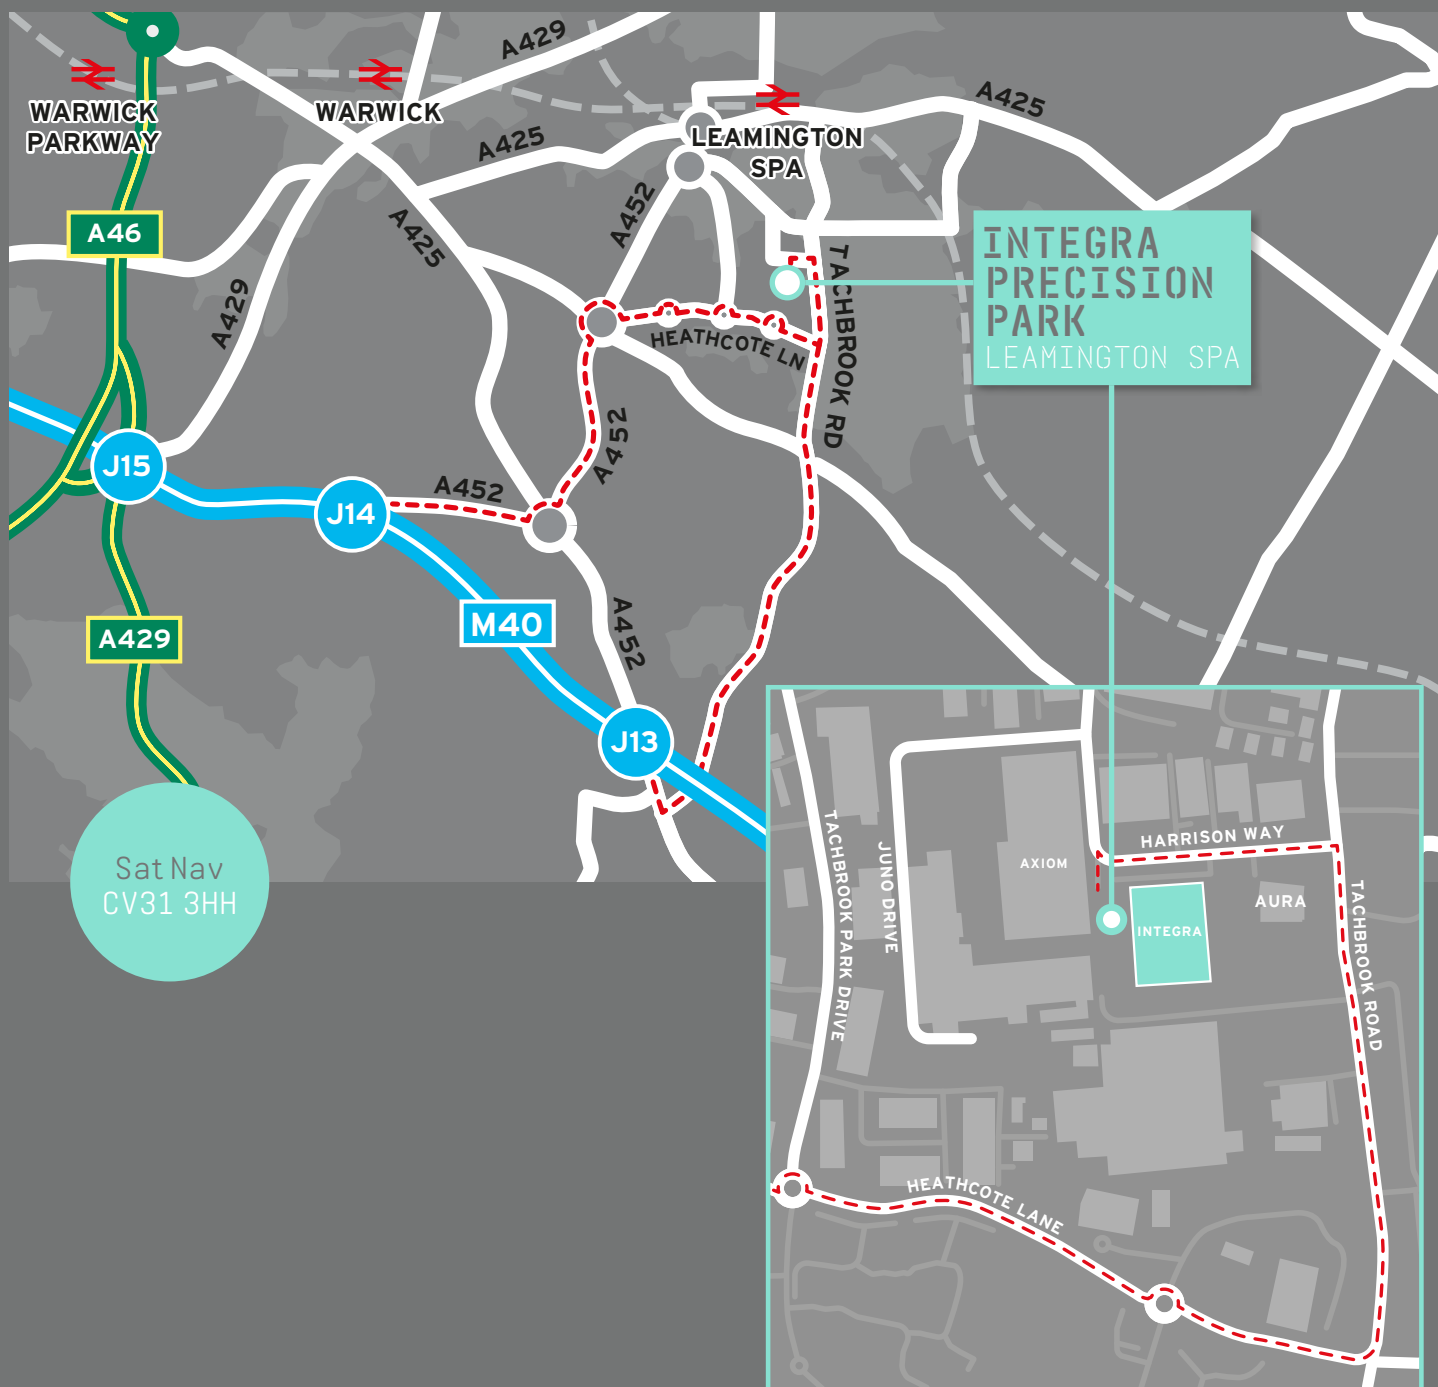 A429
WARWICK
PARKWAY
WARWICK
A425
A425
LEAMINGTON
SPA
A46
A452
A425
A429
TACHBROOK RD
INTEGRA
PRECISION
PARK
LEAMINGTON SPA
HEATHCOTE LN
A452
J15
A452
J14
M40
A429
A452
J13
Sat Nav
CV31 3HH
TACHBROOK PARK DRIVE
JUNO DRIVE
AXIOM
HARRISON WAY
AURA
INTEGRA
TACHBROOK ROAD
HEATHCOTE LANE